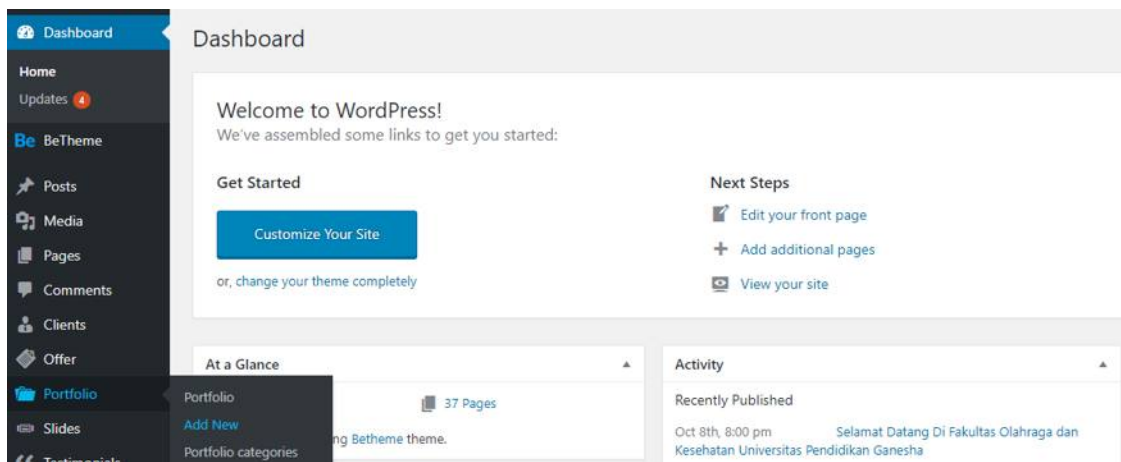 Dashboard
Home
Updates 4
Be BeTheme
Posts
Media
Pages
Comments
Clients
Offer
Portfolio
Slides
Testimonials
Portfolio
Add New
Portfolio categories
Dashboard
Welcome to WordPress!
We've assembled some links to get you started:
Get Started
Customize Your Site
or, change your theme completely
Next Steps
Edit your front page
Add additional pages
View your site
At a Glance
37 Pages
ng Betheme theme.
Activity
Recently Published
Oct 8th, 8:00 pm Selamat Datang Di Fakultas Olahraga dan
Kesehatan Universitas Pendidikan Ganesha